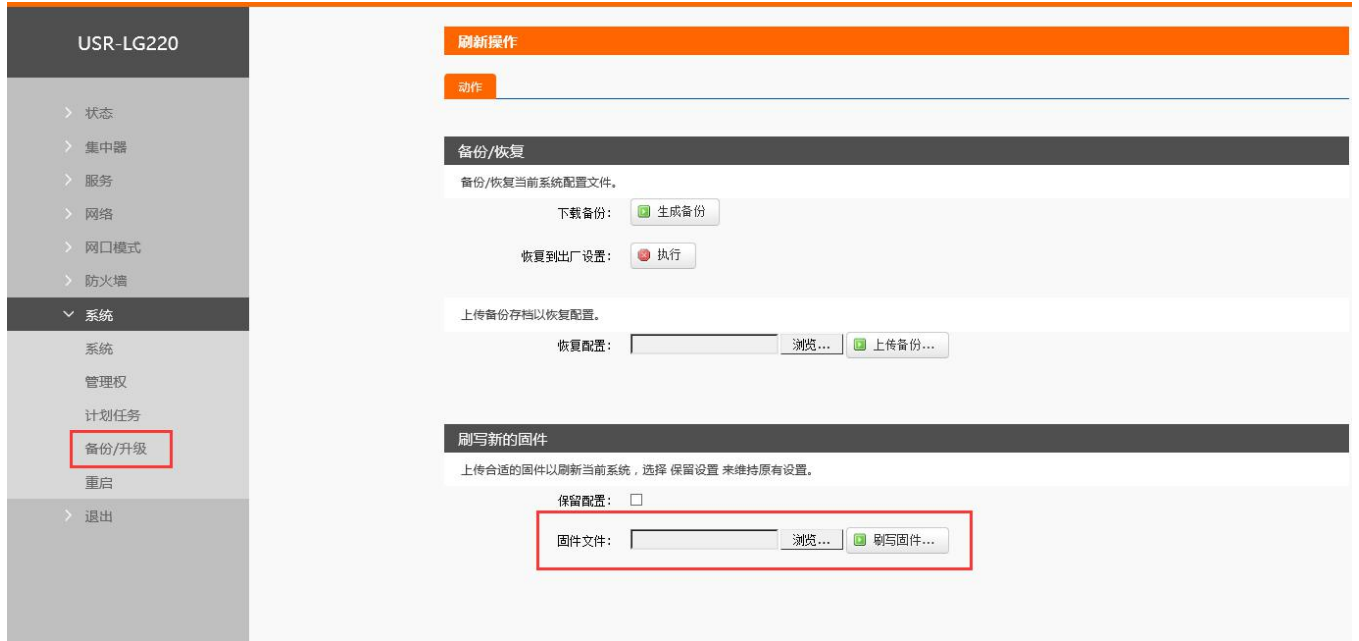 USR-LG220
状态
集中器
服务
网络
网口模式
防火墙
系统
系统
管理权
计划任务
备份/升级
重启
退出
刷新操作
动作
备份/恢复
备份/恢复当前系统配置文件。
下载备份： 生成备份
恢复到出厂设置： 执行
上传备份存档以恢复配置。
恢复配置： 浏览... 上传备份...
刷写新的固件
上传合适的固件以刷新当前系统，选择 保留设置 来维持原有设置。
保留配置：
固件文件： 浏览... 刷写固件...